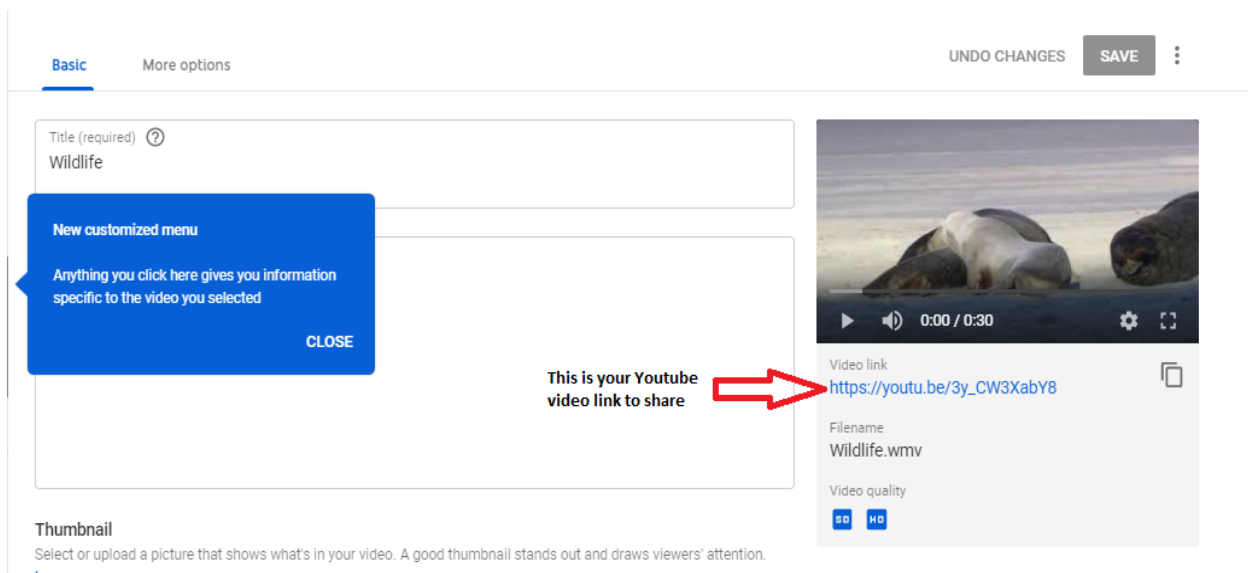 Basic
More options
UNDO CHANGES
SAVE
Title (required)
Wildlife
New customized menu
Anything you click here gives you information
specific to the video you selected
CLOSE
0:00 / 0:30
This is your Youtube
video link to share
Video link
https://youtu.be/3y_CW3XabY8
Filename
Wildlife.wmv
Video quality
SD HD
Thumbnail
Select or upload a picture that shows what's in your video. A good thumbnail stands out and draws viewers' attention.